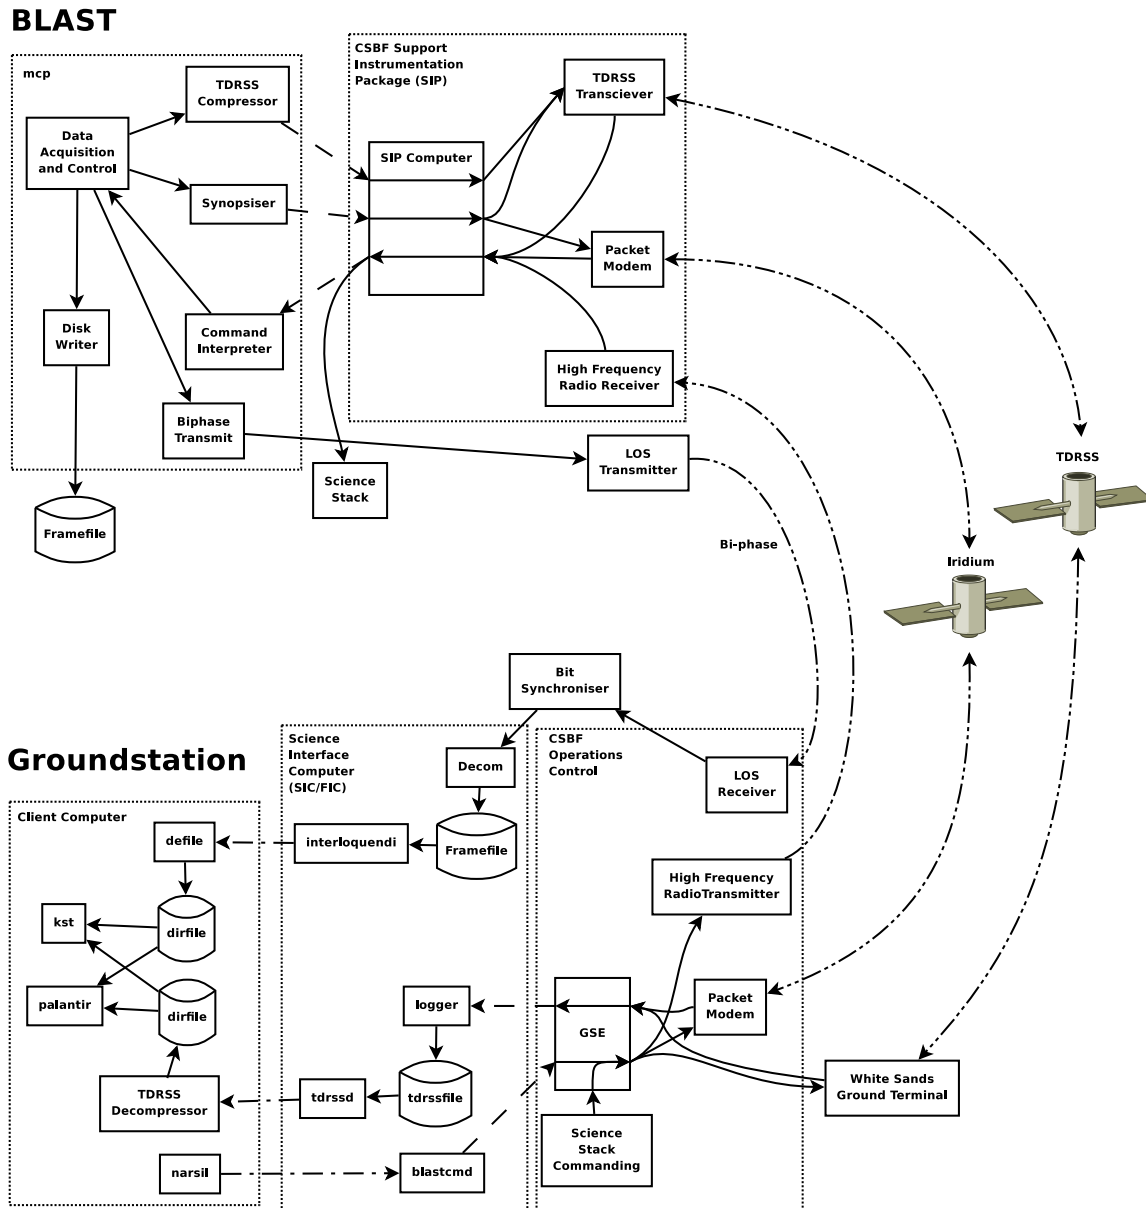 BLAST
mcp
TDRSS
Compressor
Data
Acquisition
and Control
Synopsiser
Disk
Writer
Command
Interpreter
Biphase
Transmit
Framefile
CSBF Support
Instrumentation
Package (SIP)
TDRSS
Transciever
SIP Computer
Packet
Modem
High Frequency
Radio Receiver
Science
Stack
LOS
Transmitter
Bi-phase
TDRSS
Iridium
Groundstation
Bit
Synchroniser
Science
Interface
Computer
(SIC/FIC)
Decom
interloquendi
Framefile
CSBF
Operations
Control
LOS
Receiver
Client Computer
defile
kst
dirfile
palantir
dirfile
TDRSS
Decompressor
narsil
logger
tdrssd
tdrssfile
blastcmd
High Frequency
RadioTransmitter
GSE
Packet
Modem
White Sands
Ground Terminal
Science
Stack
Commanding